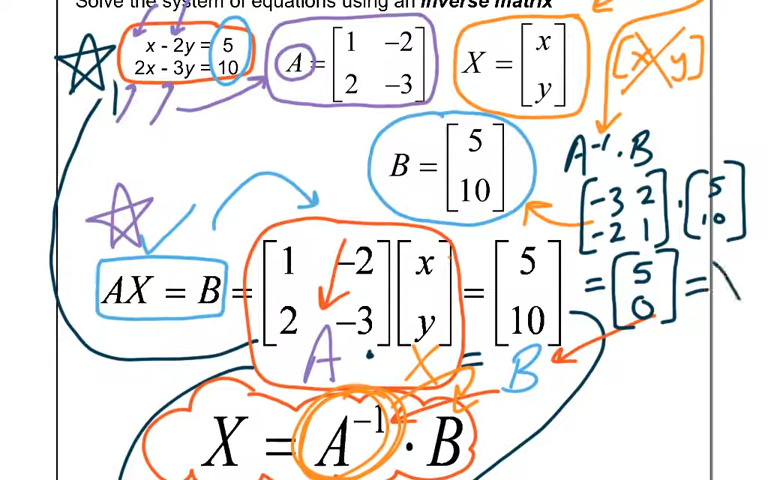 Solve the system of equations using an inverse matrix
x - 2y = 5
2x - 3y = 10
A = [1 -2
2 -3]
X = [x
y]
[x y]
B = [5
10]
A⁻¹ · B
[-3 2
-2 1] · [5
10]
= [5
0] =
AX = B = [1 -2
2 -3] [x
y] = [5
10]
A · X = B
X = A⁻¹ · B